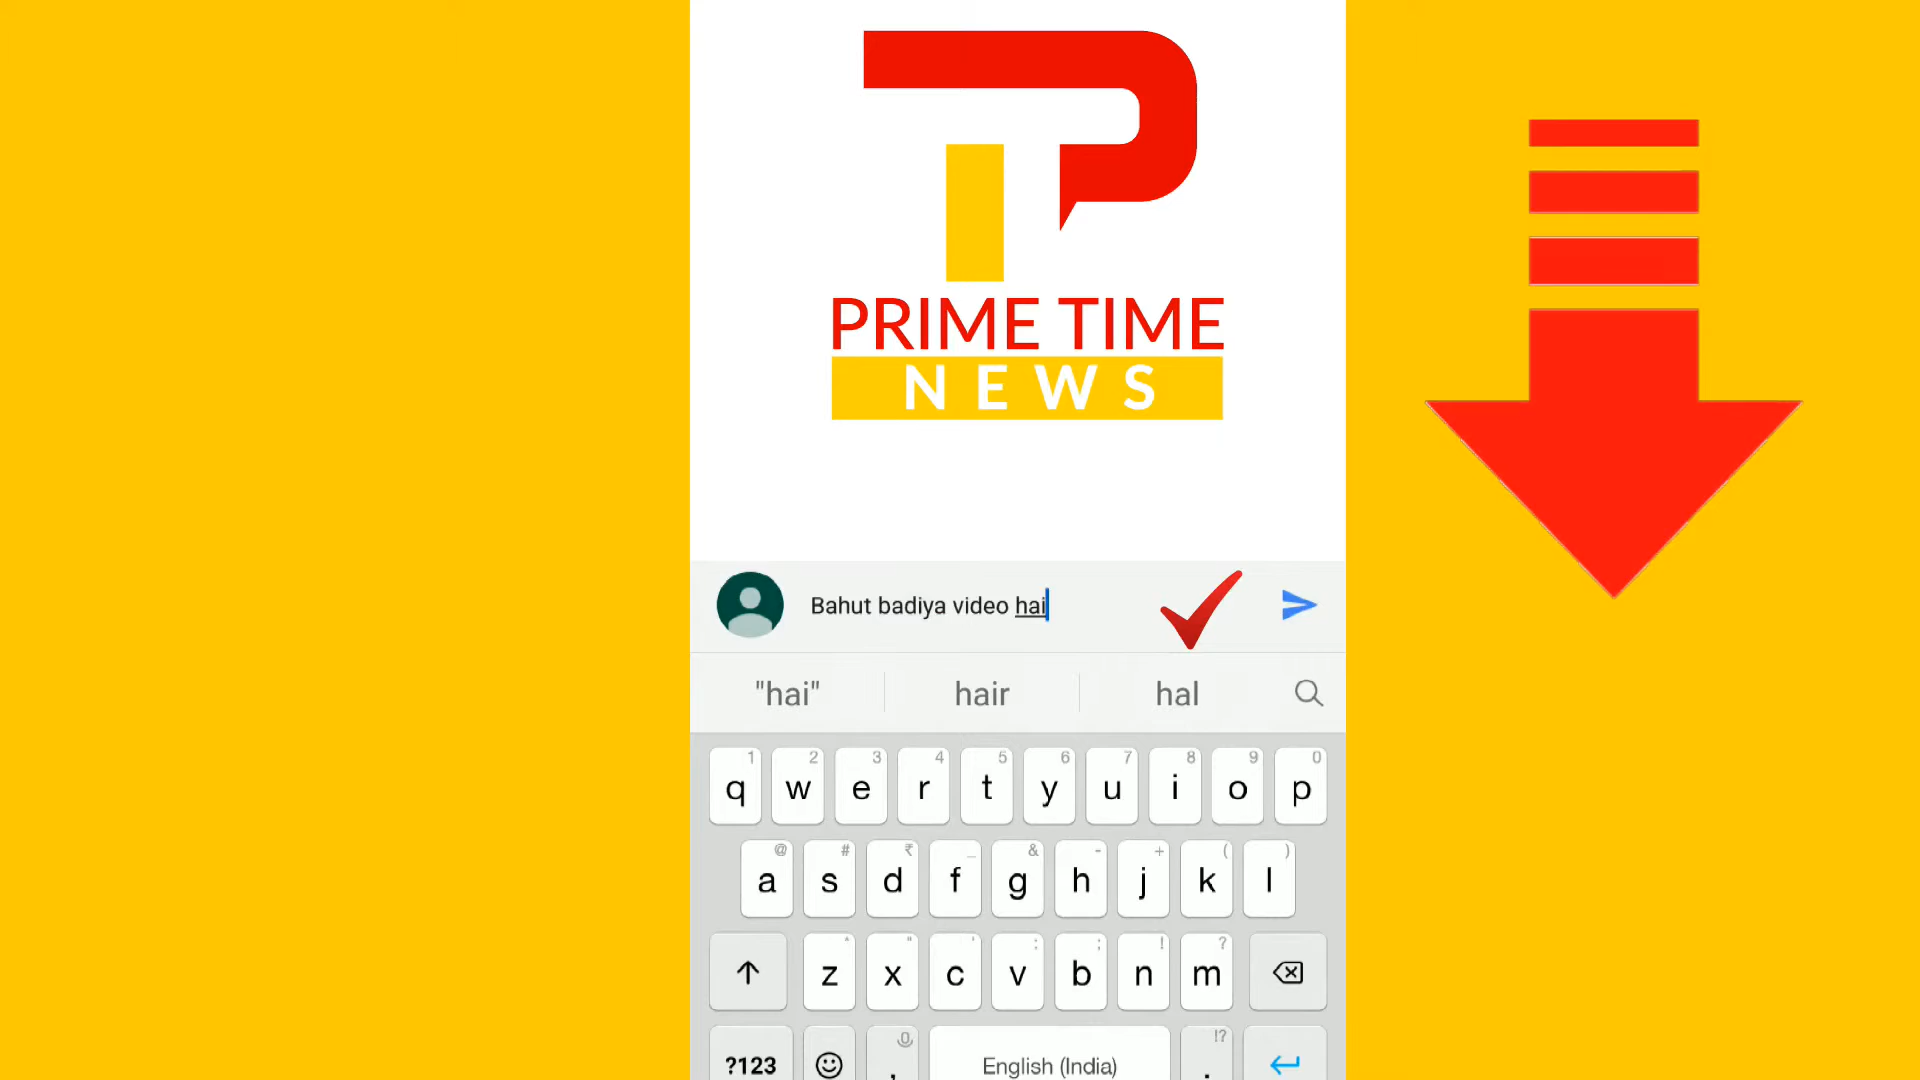 PRIME TIME
NEWS
Bahut badiya video hai
"hai" hair hal
1 2 3 4 5 6 7 8 9 0
q w e r t y u i o p
@ # ₹ _ & - + ( )
a s d f g h j k l
* " ' : ; ! ?
z x c v b n m
!?
?123 , English (India) .